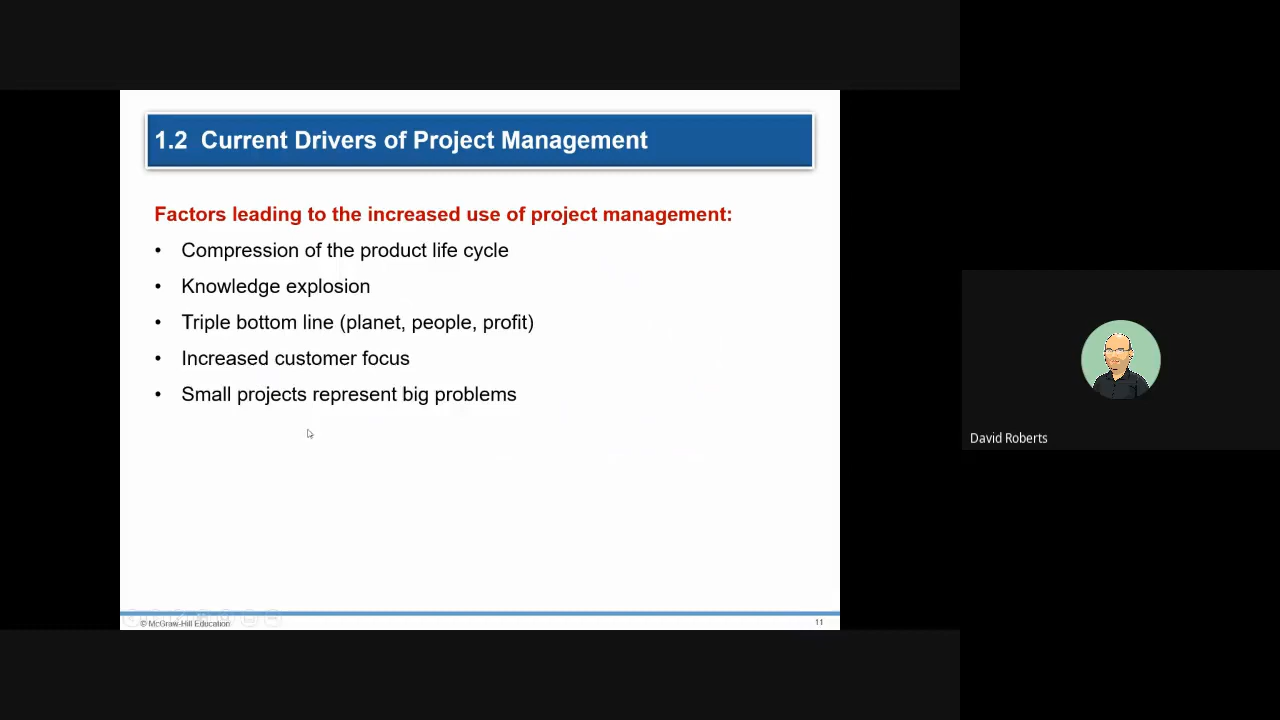 1.2 Current Drivers of Project Management
Factors leading to the increased use of project management:
• Compression of the product life cycle
• Knowledge explosion
• Triple bottom line (planet, people, profit)
• Increased customer focus
• Small projects represent big problems
© McGraw-Hill Education
11
David Roberts